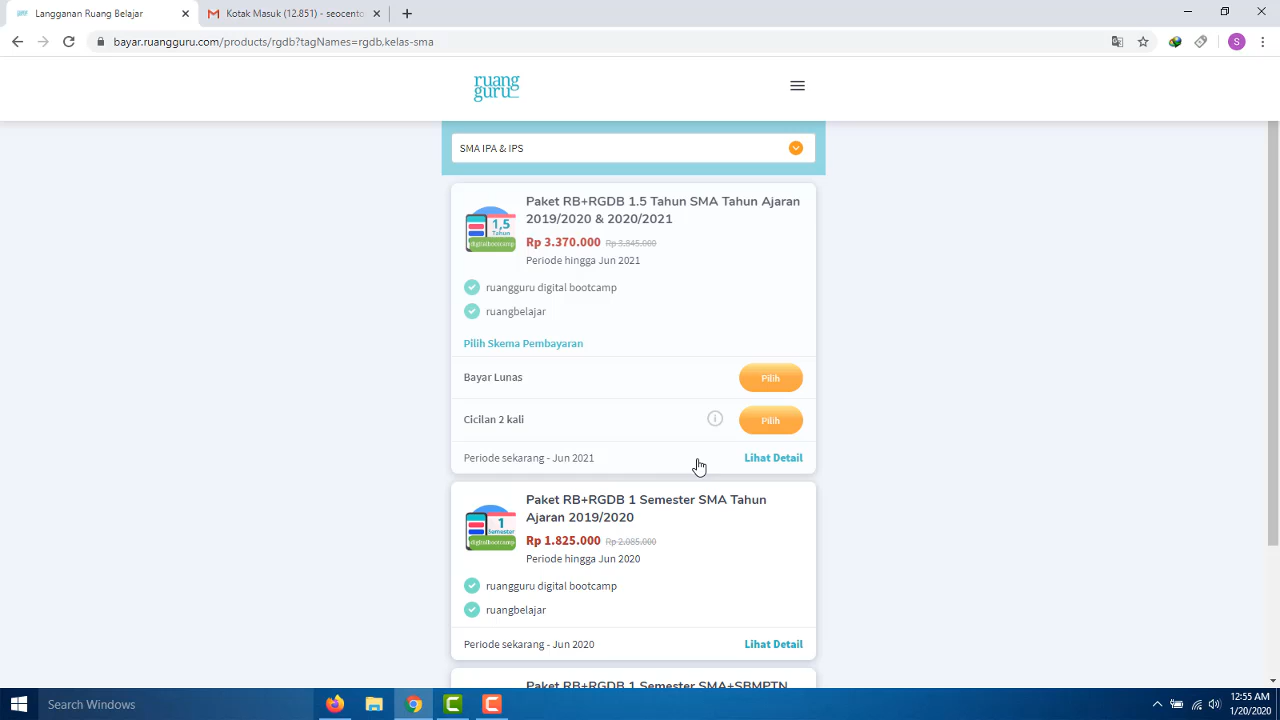 Langganan Ruang Belajar
Kotak Masuk (12.851) - seocento
bayar.ruangguru.com/products/rgdb?tagNames=rgdb.kelas-sma
S
ruang
guru
SMA IPA & IPS
1,5
Tahun
digitalbootcamp
Paket RB+RGDB 1.5 Tahun SMA Tahun Ajaran
2019/2020 & 2020/2021
Rp 3.370.000 Rp 3.845.000
Periode hingga Jun 2021
ruangguru digital bootcamp
ruangbelajar
Pilih Skema Pembayaran
Bayar Lunas Pilih
Cicilan 2 kali Pilih
Periode sekarang - Jun 2021 Lihat Detail
1
Semester
digitalbootcamp
Paket RB+RGDB 1 Semester SMA Tahun
Ajaran 2019/2020
Rp 1.825.000 Rp 2.085.000
Periode hingga Jun 2020
ruangguru digital bootcamp
ruangbelajar
Periode sekarang - Jun 2020 Lihat Detail
Paket RB+RGDB 1 Semester SMA+SBMPTN
Search Windows
12:55 AM
1/20/2020